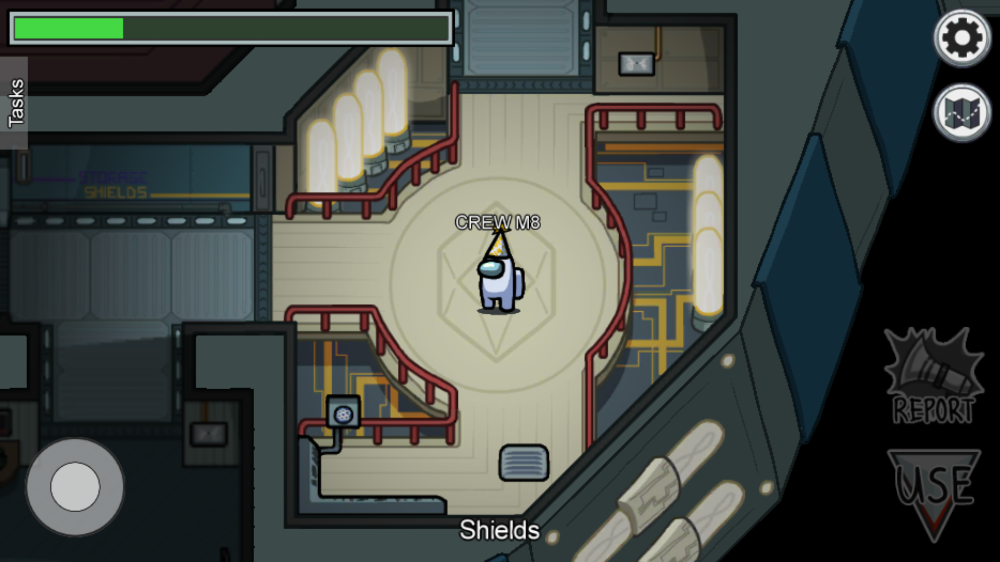 Tasks
STORAGE
SHIELDS
CREW M8
REPORT
USE
Shields